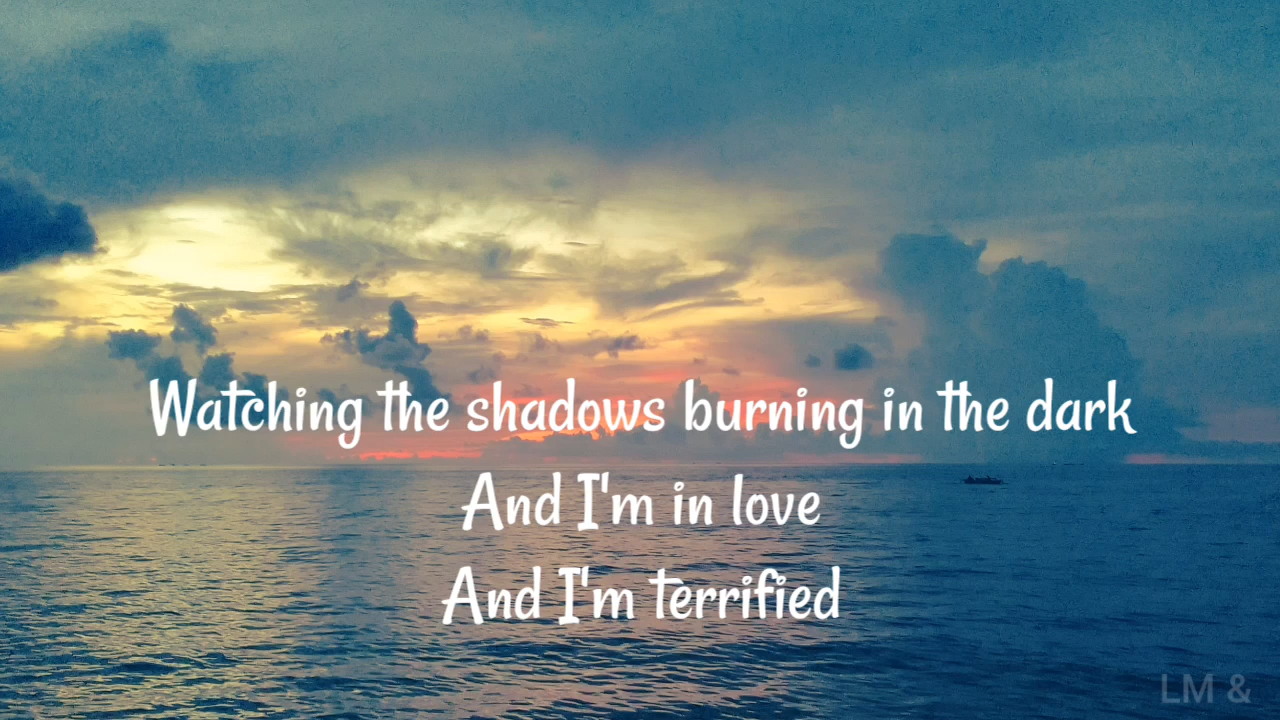 Watching the shadows burning in the dark
And I'm in love
And I'm terrified
LM &